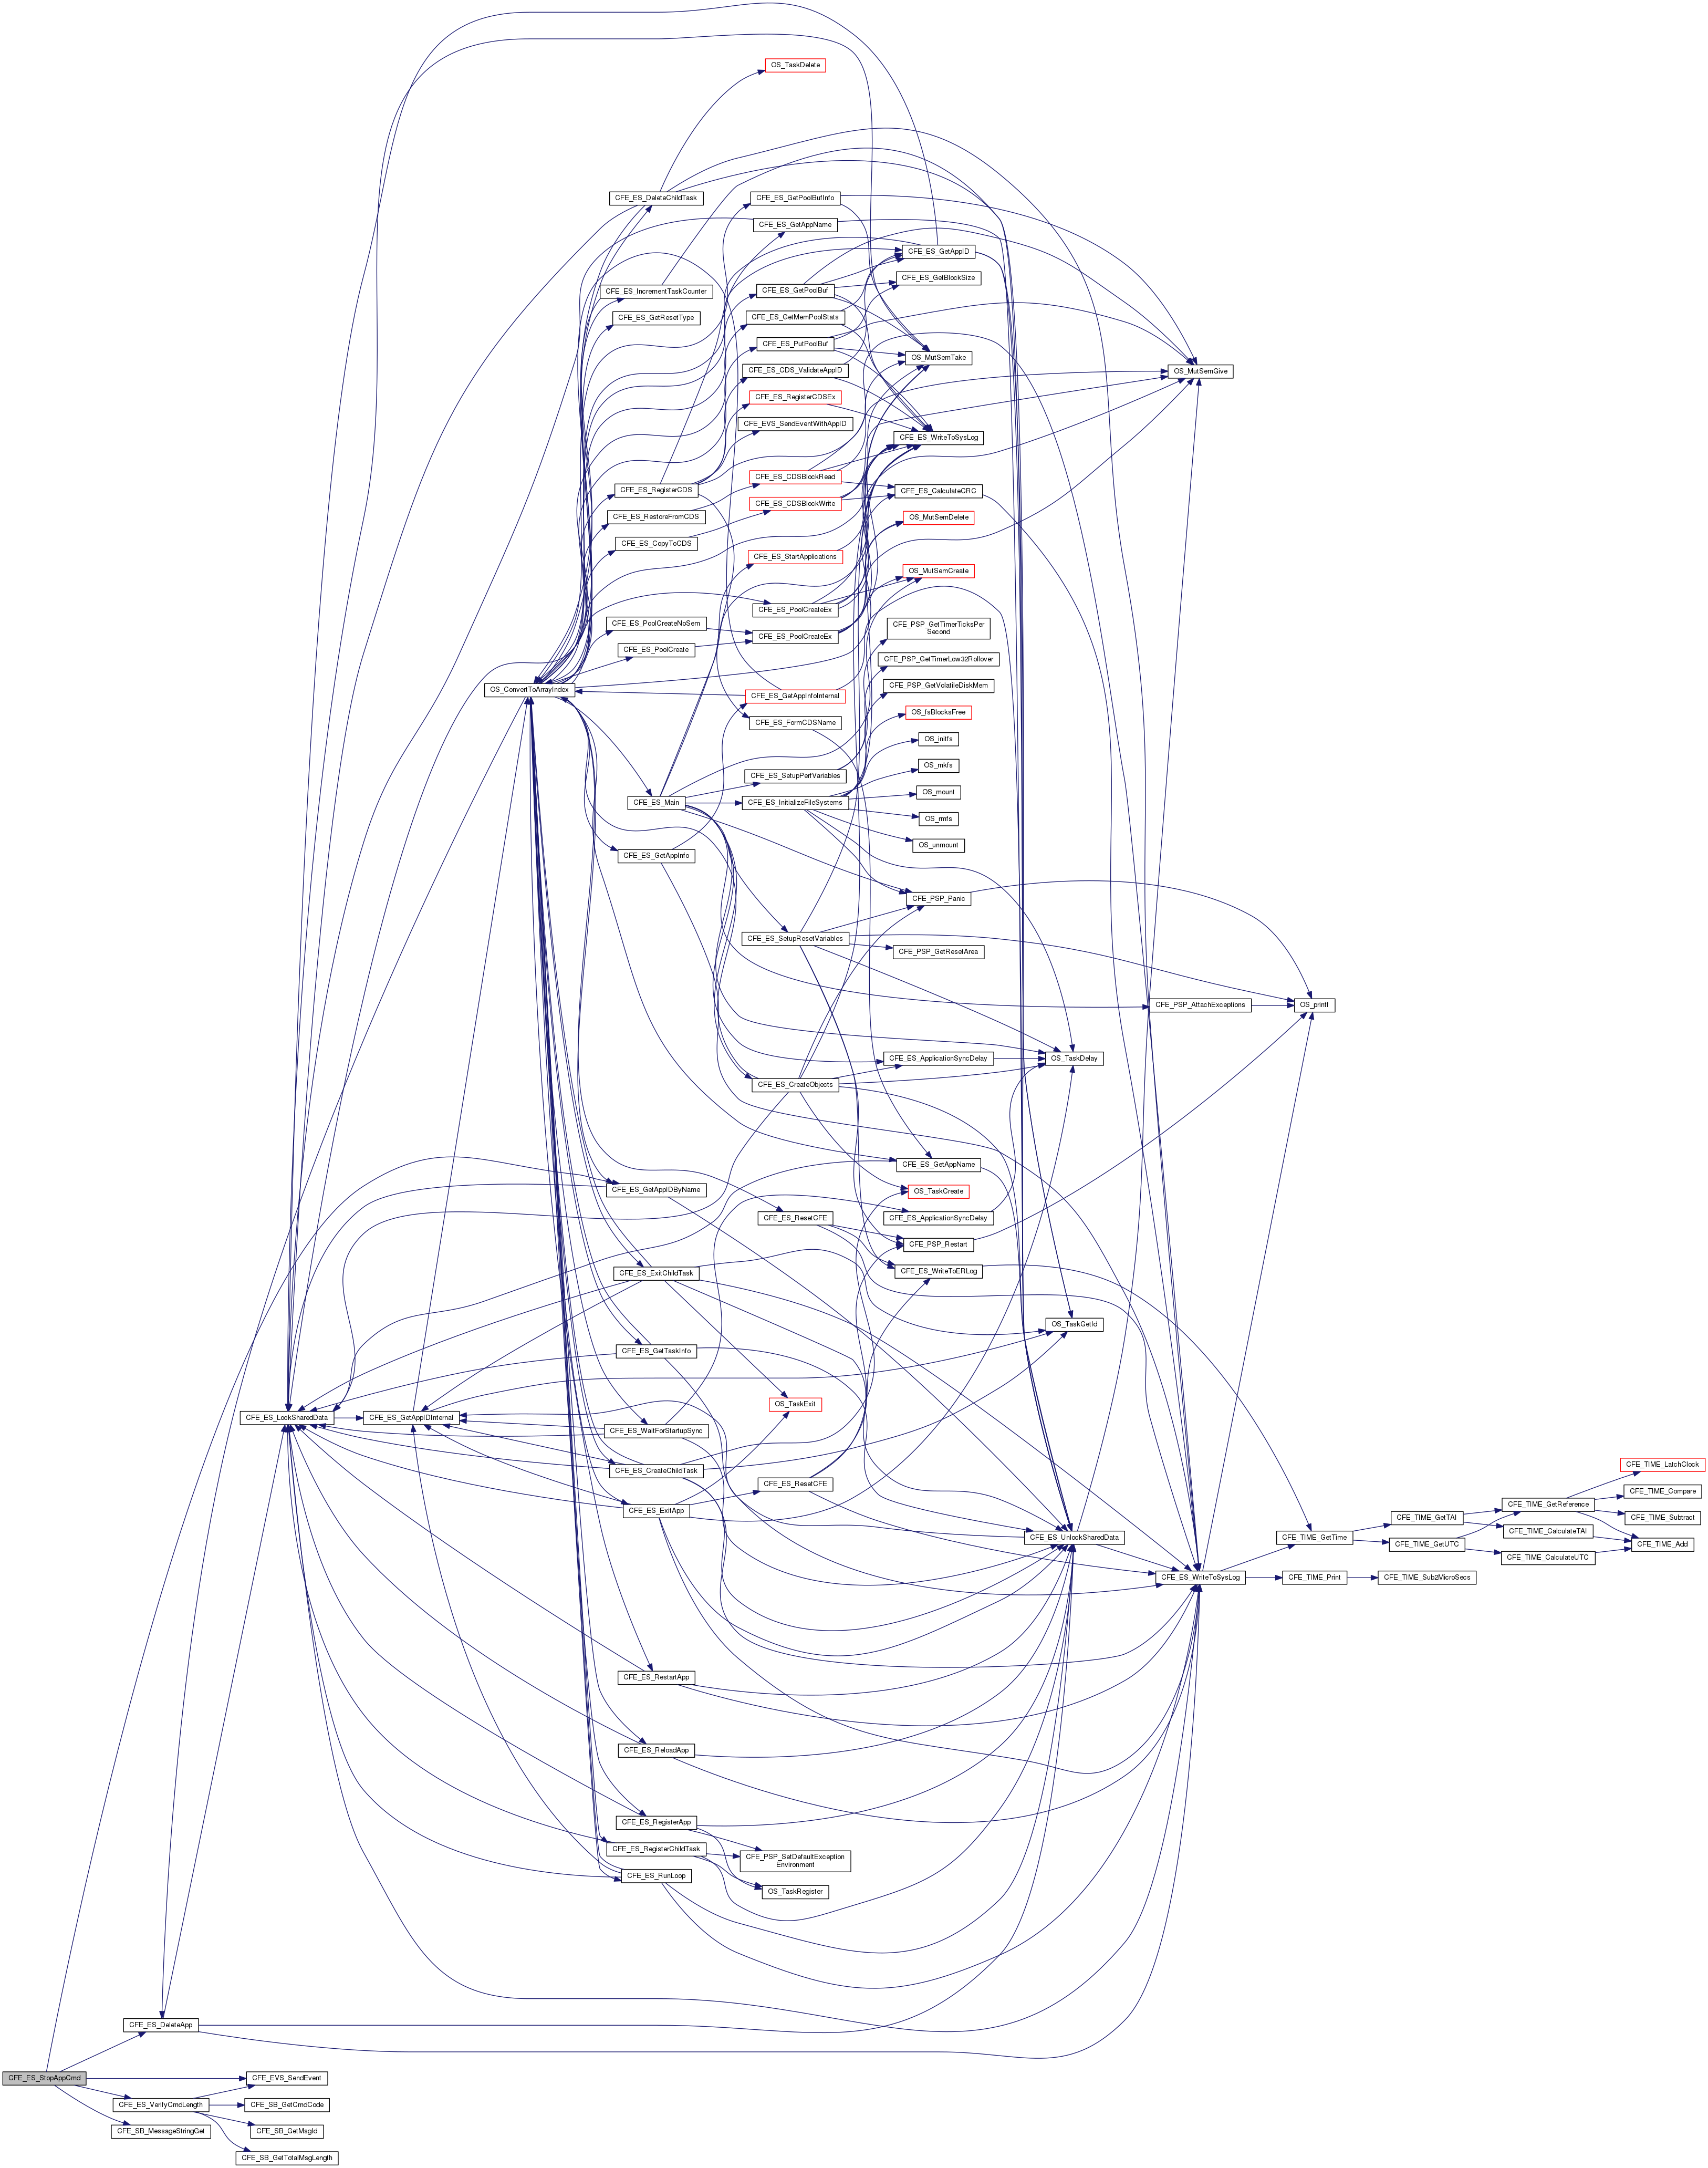 OS_TaskDelete
CFE_ES_DeleteChildTask
CFE_ES_GetPoolBufInfo
CFE_ES_GetAppName
CFE_ES_GetAppID
CFE_ES_GetBlockSize
CFE_ES_IncrementTaskCounter
CFE_ES_GetPoolBuf
CFE_ES_GetResetType
CFE_ES_GetMemPoolStats
CFE_ES_PutPoolBuf
OS_MutSemTake
OS_MutSemGive
CFE_ES_CDS_ValidateAppID
CFE_ES_RegisterCDSEx
CFE_EVS_SendEventWithAppID
CFE_ES_WriteToSysLog
CFE_ES_CDSBlockRead
CFE_ES_RegisterCDS
CFE_ES_CalculateCRC
CFE_ES_CDSBlockWrite
CFE_ES_RestoreFromCDS
OS_MutSemDelete
CFE_ES_CopyToCDS
CFE_ES_StartApplications
OS_MutSemCreate
CFE_ES_PoolCreateEx
CFE_ES_PoolCreateNoSem
CFE_PSP_GetTimerTicksPer
Second
CFE_ES_PoolCreateEx
CFE_ES_PoolCreate
CFE_PSP_GetTimerLow32Rollover
OS_ConvertToArrayIndex
CFE_PSP_GetVolatileDiskMem
CFE_ES_GetAppInfoInternal
OS_fsBlocksFree
CFE_ES_FormCDSName
OS_initfs
OS_mkfs
CFE_ES_SetupPerfVariables
OS_mount
CFE_ES_Main
CFE_ES_InitializeFileSystems
OS_rmfs
OS_unmount
CFE_ES_GetAppInfo
CFE_PSP_Panic
CFE_ES_SetupResetVariables
CFE_PSP_GetResetArea
CFE_PSP_AttachExceptions
OS_printf
CFE_ES_ApplicationSyncDelay
OS_TaskDelay
CFE_ES_CreateObjects
CFE_ES_GetAppName
CFE_ES_GetAppIDByName
OS_TaskCreate
CFE_ES_ResetCFE
CFE_ES_ApplicationSyncDelay
CFE_PSP_Restart
CFE_ES_ExitChildTask
CFE_ES_WriteToERLog
OS_TaskGetId
CFE_ES_GetTaskInfo
OS_TaskExit
CFE_ES_LockSharedData
CFE_ES_GetAppIDInternal
CFE_ES_WaitForStartupSync
CFE_TIME_LatchClock
CFE_ES_CreateChildTask
CFE_ES_ResetCFE
CFE_TIME_Compare
CFE_TIME_GetReference
CFE_ES_ExitApp
CFE_TIME_GetTAI
CFE_TIME_Subtract
CFE_TIME_CalculateTAI
CFE_ES_UnlockSharedData
CFE_TIME_GetTime
CFE_TIME_GetUTC
CFE_TIME_Add
CFE_TIME_CalculateUTC
CFE_ES_WriteToSysLog
CFE_TIME_Print
CFE_TIME_Sub2MicroSecs
CFE_ES_RestartApp
CFE_ES_ReloadApp
CFE_ES_RegisterApp
CFE_ES_RegisterChildTask
CFE_PSP_SetDefaultException
Environment
CFE_ES_RunLoop
OS_TaskRegister
CFE_ES_DeleteApp
CFE_ES_StopAppCmd
CFE_EVS_SendEvent
CFE_ES_VerifyCmdLength
CFE_SB_GetCmdCode
CFE_SB_MessageStringGet
CFE_SB_GetMsgId
CFE_SB_GetTotalMsgLength